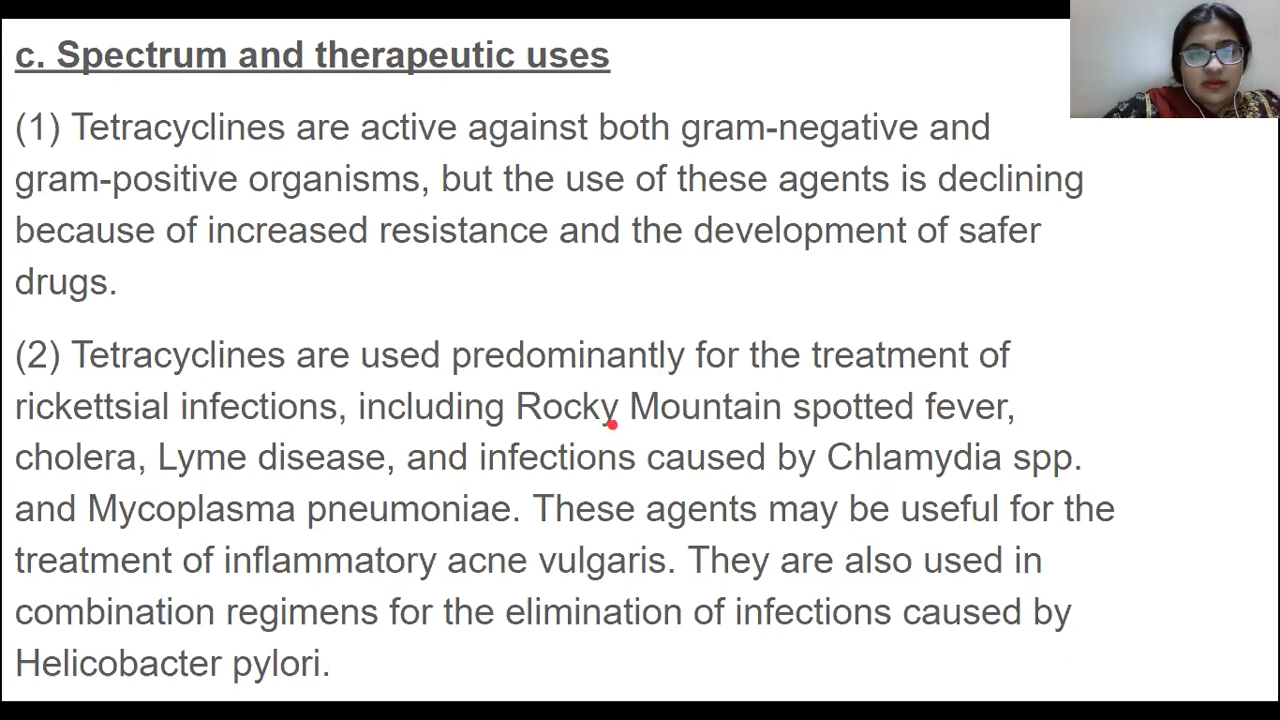 c. Spectrum and therapeutic uses
(1) Tetracyclines are active against both gram-negative and
gram-positive organisms, but the use of these agents is declining
because of increased resistance and the development of safer
drugs.
(2) Tetracyclines are used predominantly for the treatment of
rickettsial infections, including Rocky Mountain spotted fever,
cholera, Lyme disease, and infections caused by Chlamydia spp.
and Mycoplasma pneumoniae. These agents may be useful for the
treatment of inflammatory acne vulgaris. They are also used in
combination regimens for the elimination of infections caused by
Helicobacter pylori.